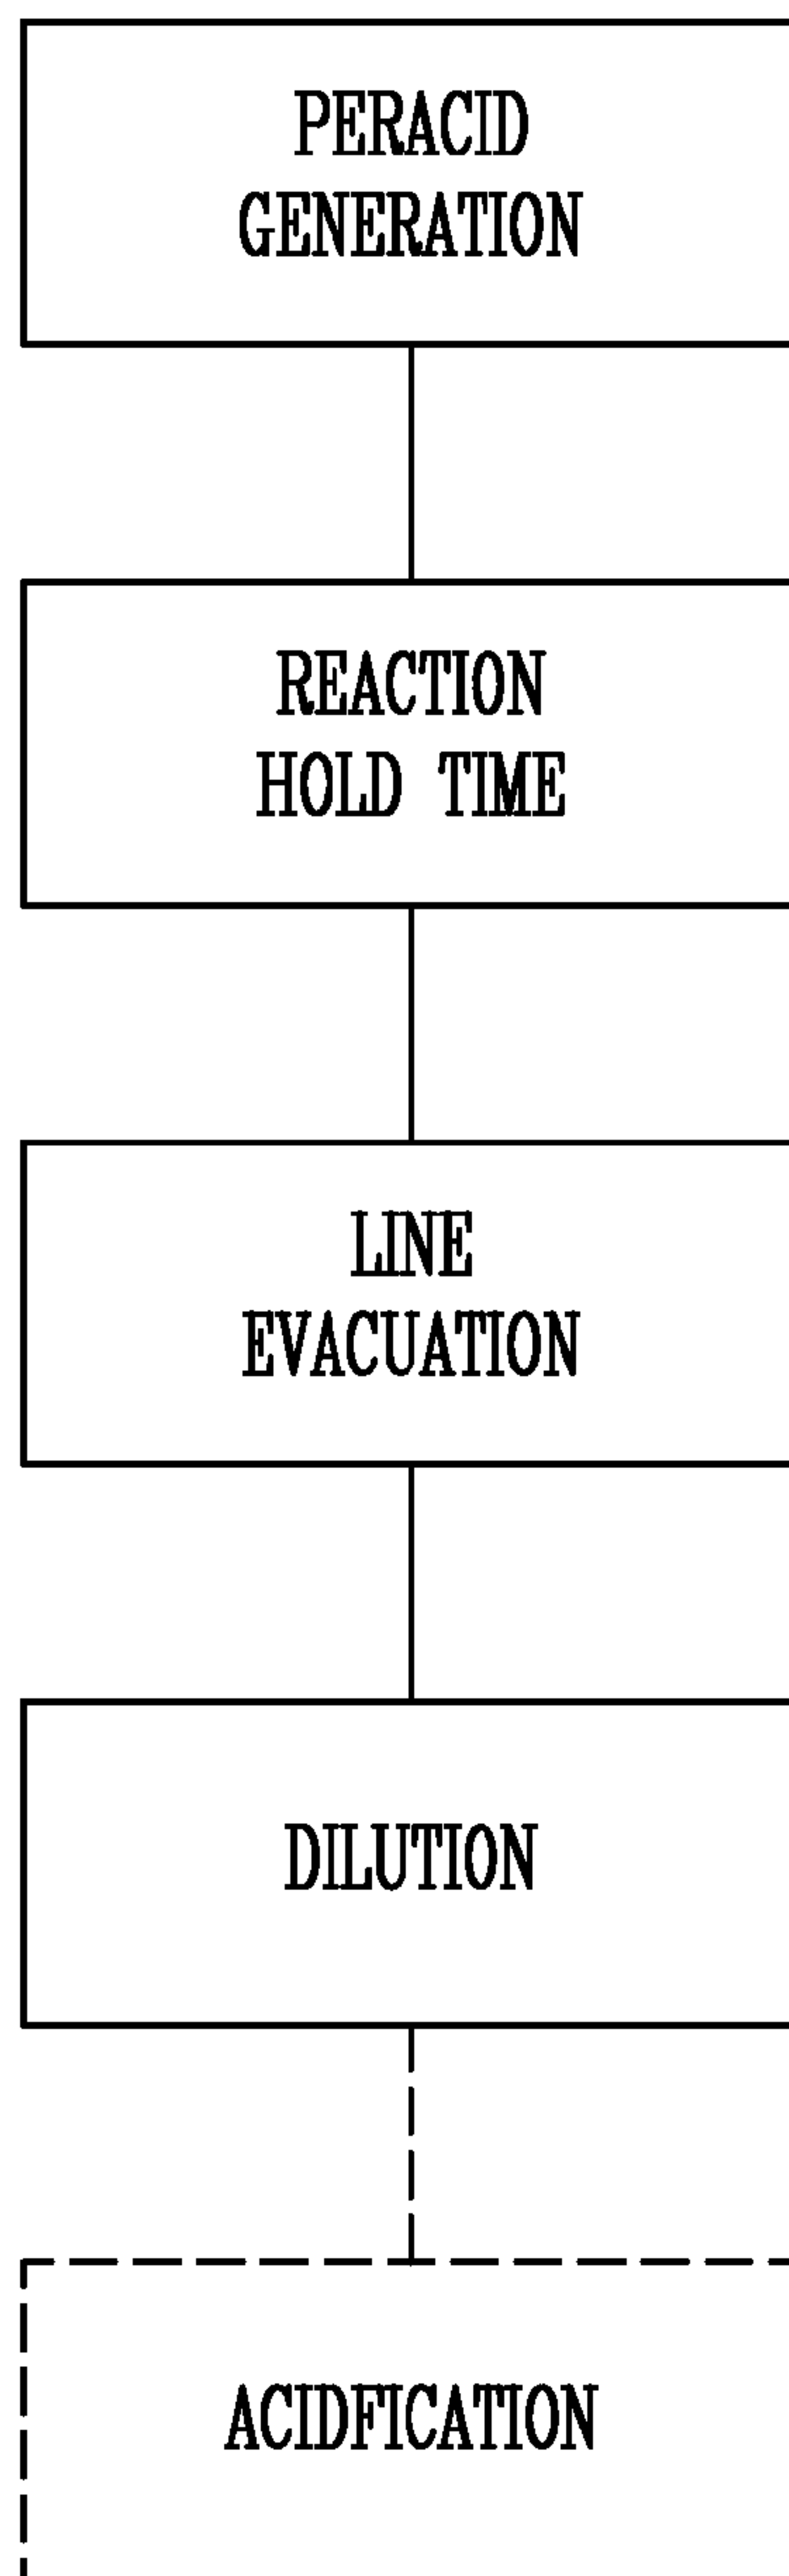 PERACID
GENERATION
REACTION
HOLD TIME
LINE
EVACUATION
DILUTION
ACIDFICATION